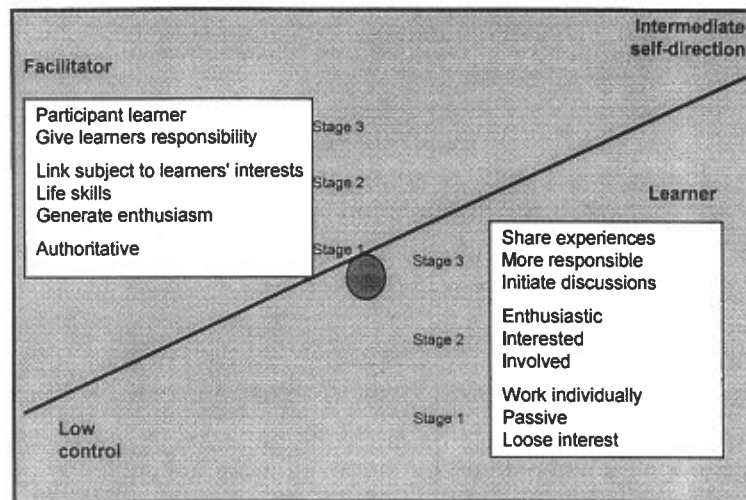 Intermediate
self-direction
Facilitator
Participant learner
Give learners responsibility
Stage 3
Link subject to learners' interests
Life skills
Generate enthusiasm
Stage 2
Authoritative
Stage 1
Learner
Share experiences
More responsible
Initiate discussions
Stage 3
Enthusiastic
Interested
Involved
Stage 2
Work individually
Passive
Loose interest
Stage 1
Low
control